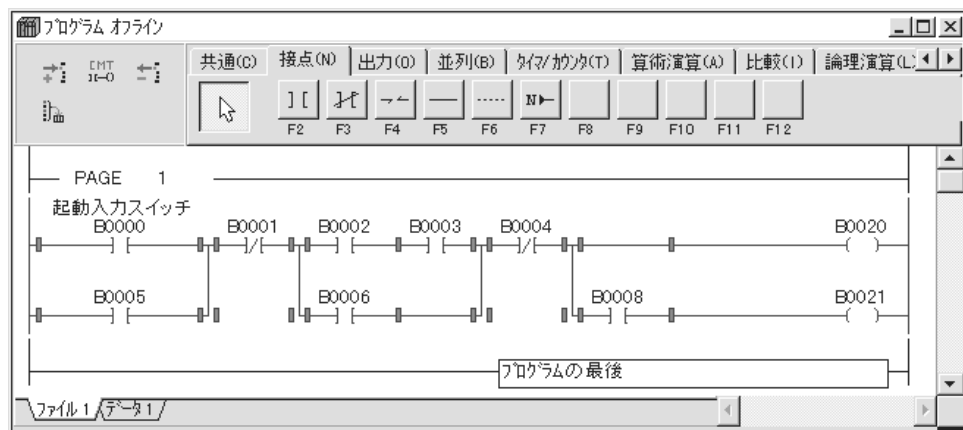 プログラム オフライン
共通(C) 接点(N) 出力(O) 並列(B) タイマ/カウンタ(T) 算術演算(A) 比較(I) 論理演算(L)
CMT
N
F2 F3 F4 F5 F6 F7 F8 F9 F10 F11 F12
PAGE 1
起動入力スイッチ
B0000 B0001 B0002 B0003 B0004 B0020
B0005 B0006 B0008 B0021
プログラムの最後
ファイル 1 データ 1